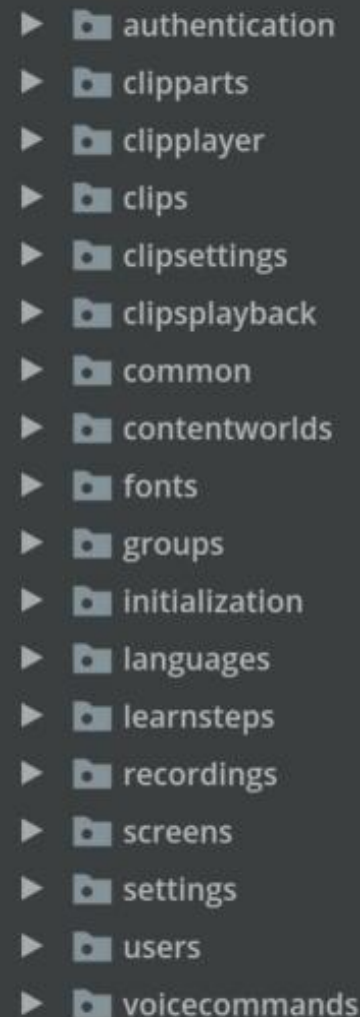 authentication
clipparts
clipplayer
clips
clipsettings
clipsplayback
common
contentworlds
fonts
groups
initialization
languages
learnsteps
recordings
screens
settings
users
voicecommands